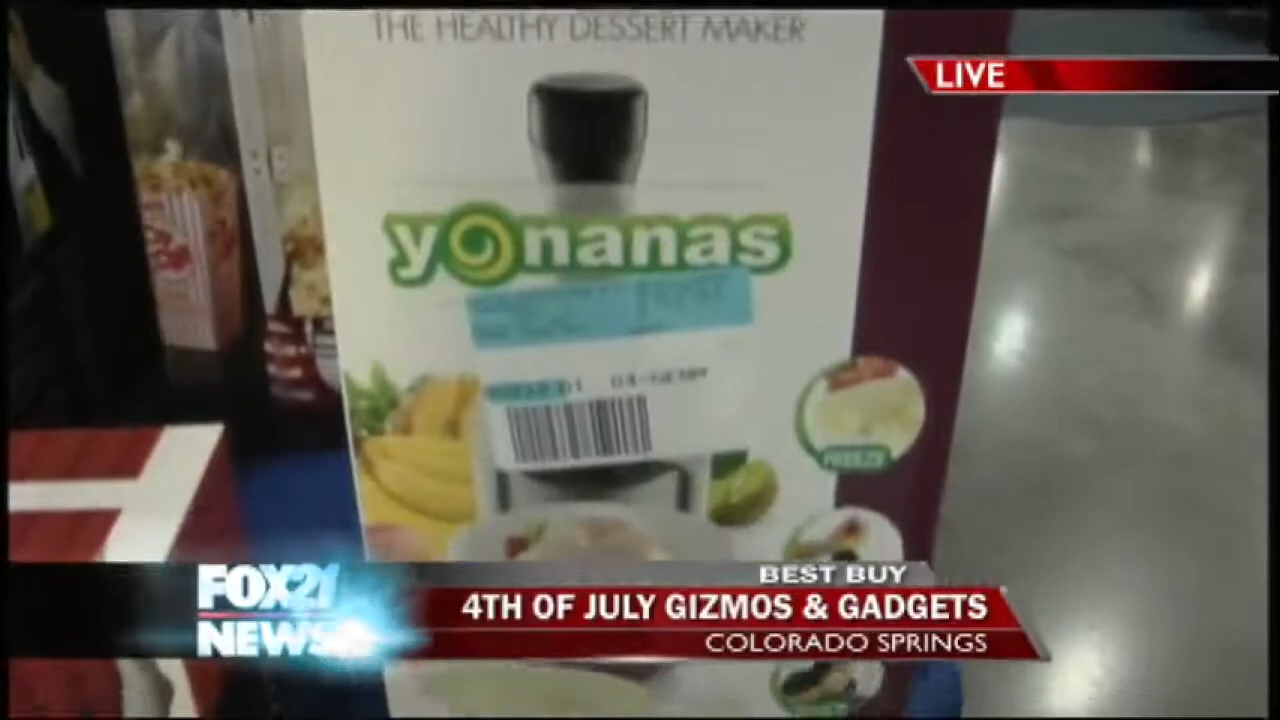 THE HEALTHY DESSERT MAKER
LIVE
yonanas
FREEZE
FOX21
NEWS
BEST BUY
4TH OF JULY GIZMOS & GADGETS
COLORADO SPRINGS